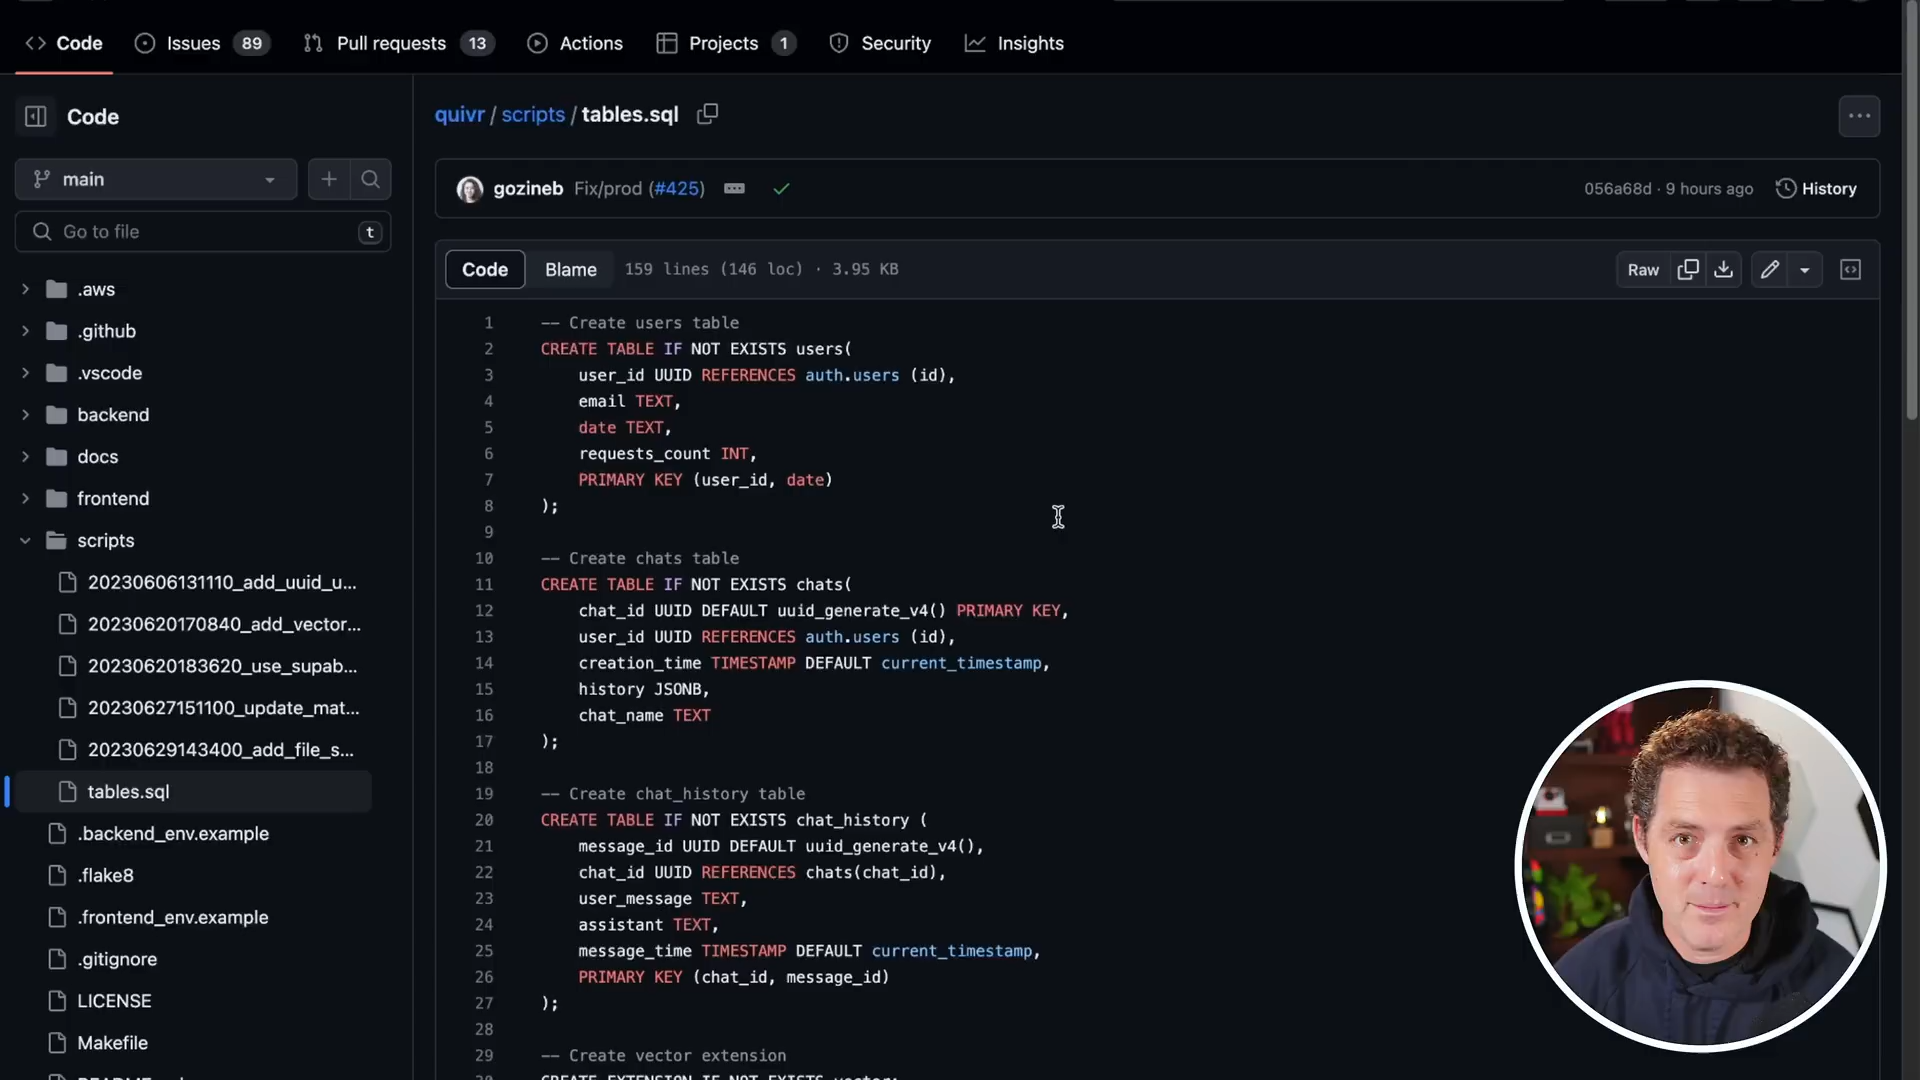 Code
Issues 89
Pull requests 13
Actions
Projects 1
Security
Insights
Code
main
Go to file t
.aws
.github
.vscode
backend
docs
frontend
scripts
20230606131110_add_uuid_u...
20230620170840_add_vector...
20230620183620_use_supab...
20230627151100_update_mat...
20230629143400_add_file_s...
tables.sql
.backend_env.example
.flake8
.frontend_env.example
.gitignore
LICENSE
Makefile
quivr / scripts / tables.sql
gozineb Fix/prod (#425)
056a68d · 9 hours ago History
Code Blame 159 lines (146 loc) · 3.95 KB
Raw
1 -- Create users table
2 CREATE TABLE IF NOT EXISTS users(
3 user_id UUID REFERENCES auth.users (id),
4 email TEXT,
5 date TEXT,
6 requests_count INT,
7 PRIMARY KEY (user_id, date)
8 );
9
10 -- Create chats table
11 CREATE TABLE IF NOT EXISTS chats(
12 chat_id UUID DEFAULT uuid_generate_v4() PRIMARY KEY,
13 user_id UUID REFERENCES auth.users (id),
14 creation_time TIMESTAMP DEFAULT current_timestamp,
15 history JSONB,
16 chat_name TEXT
17 );
18
19 -- Create chat_history table
20 CREATE TABLE IF NOT EXISTS chat_history (
21 message_id UUID DEFAULT uuid_generate_v4(),
22 chat_id UUID REFERENCES chats(chat_id),
23 user_message TEXT,
24 assistant TEXT,
25 message_time TIMESTAMP DEFAULT current_timestamp,
26 PRIMARY KEY (chat_id, message_id)
27 );
28
29 -- Create vector extension
30 CREATE EXTENSION IF NOT EXISTS vector;